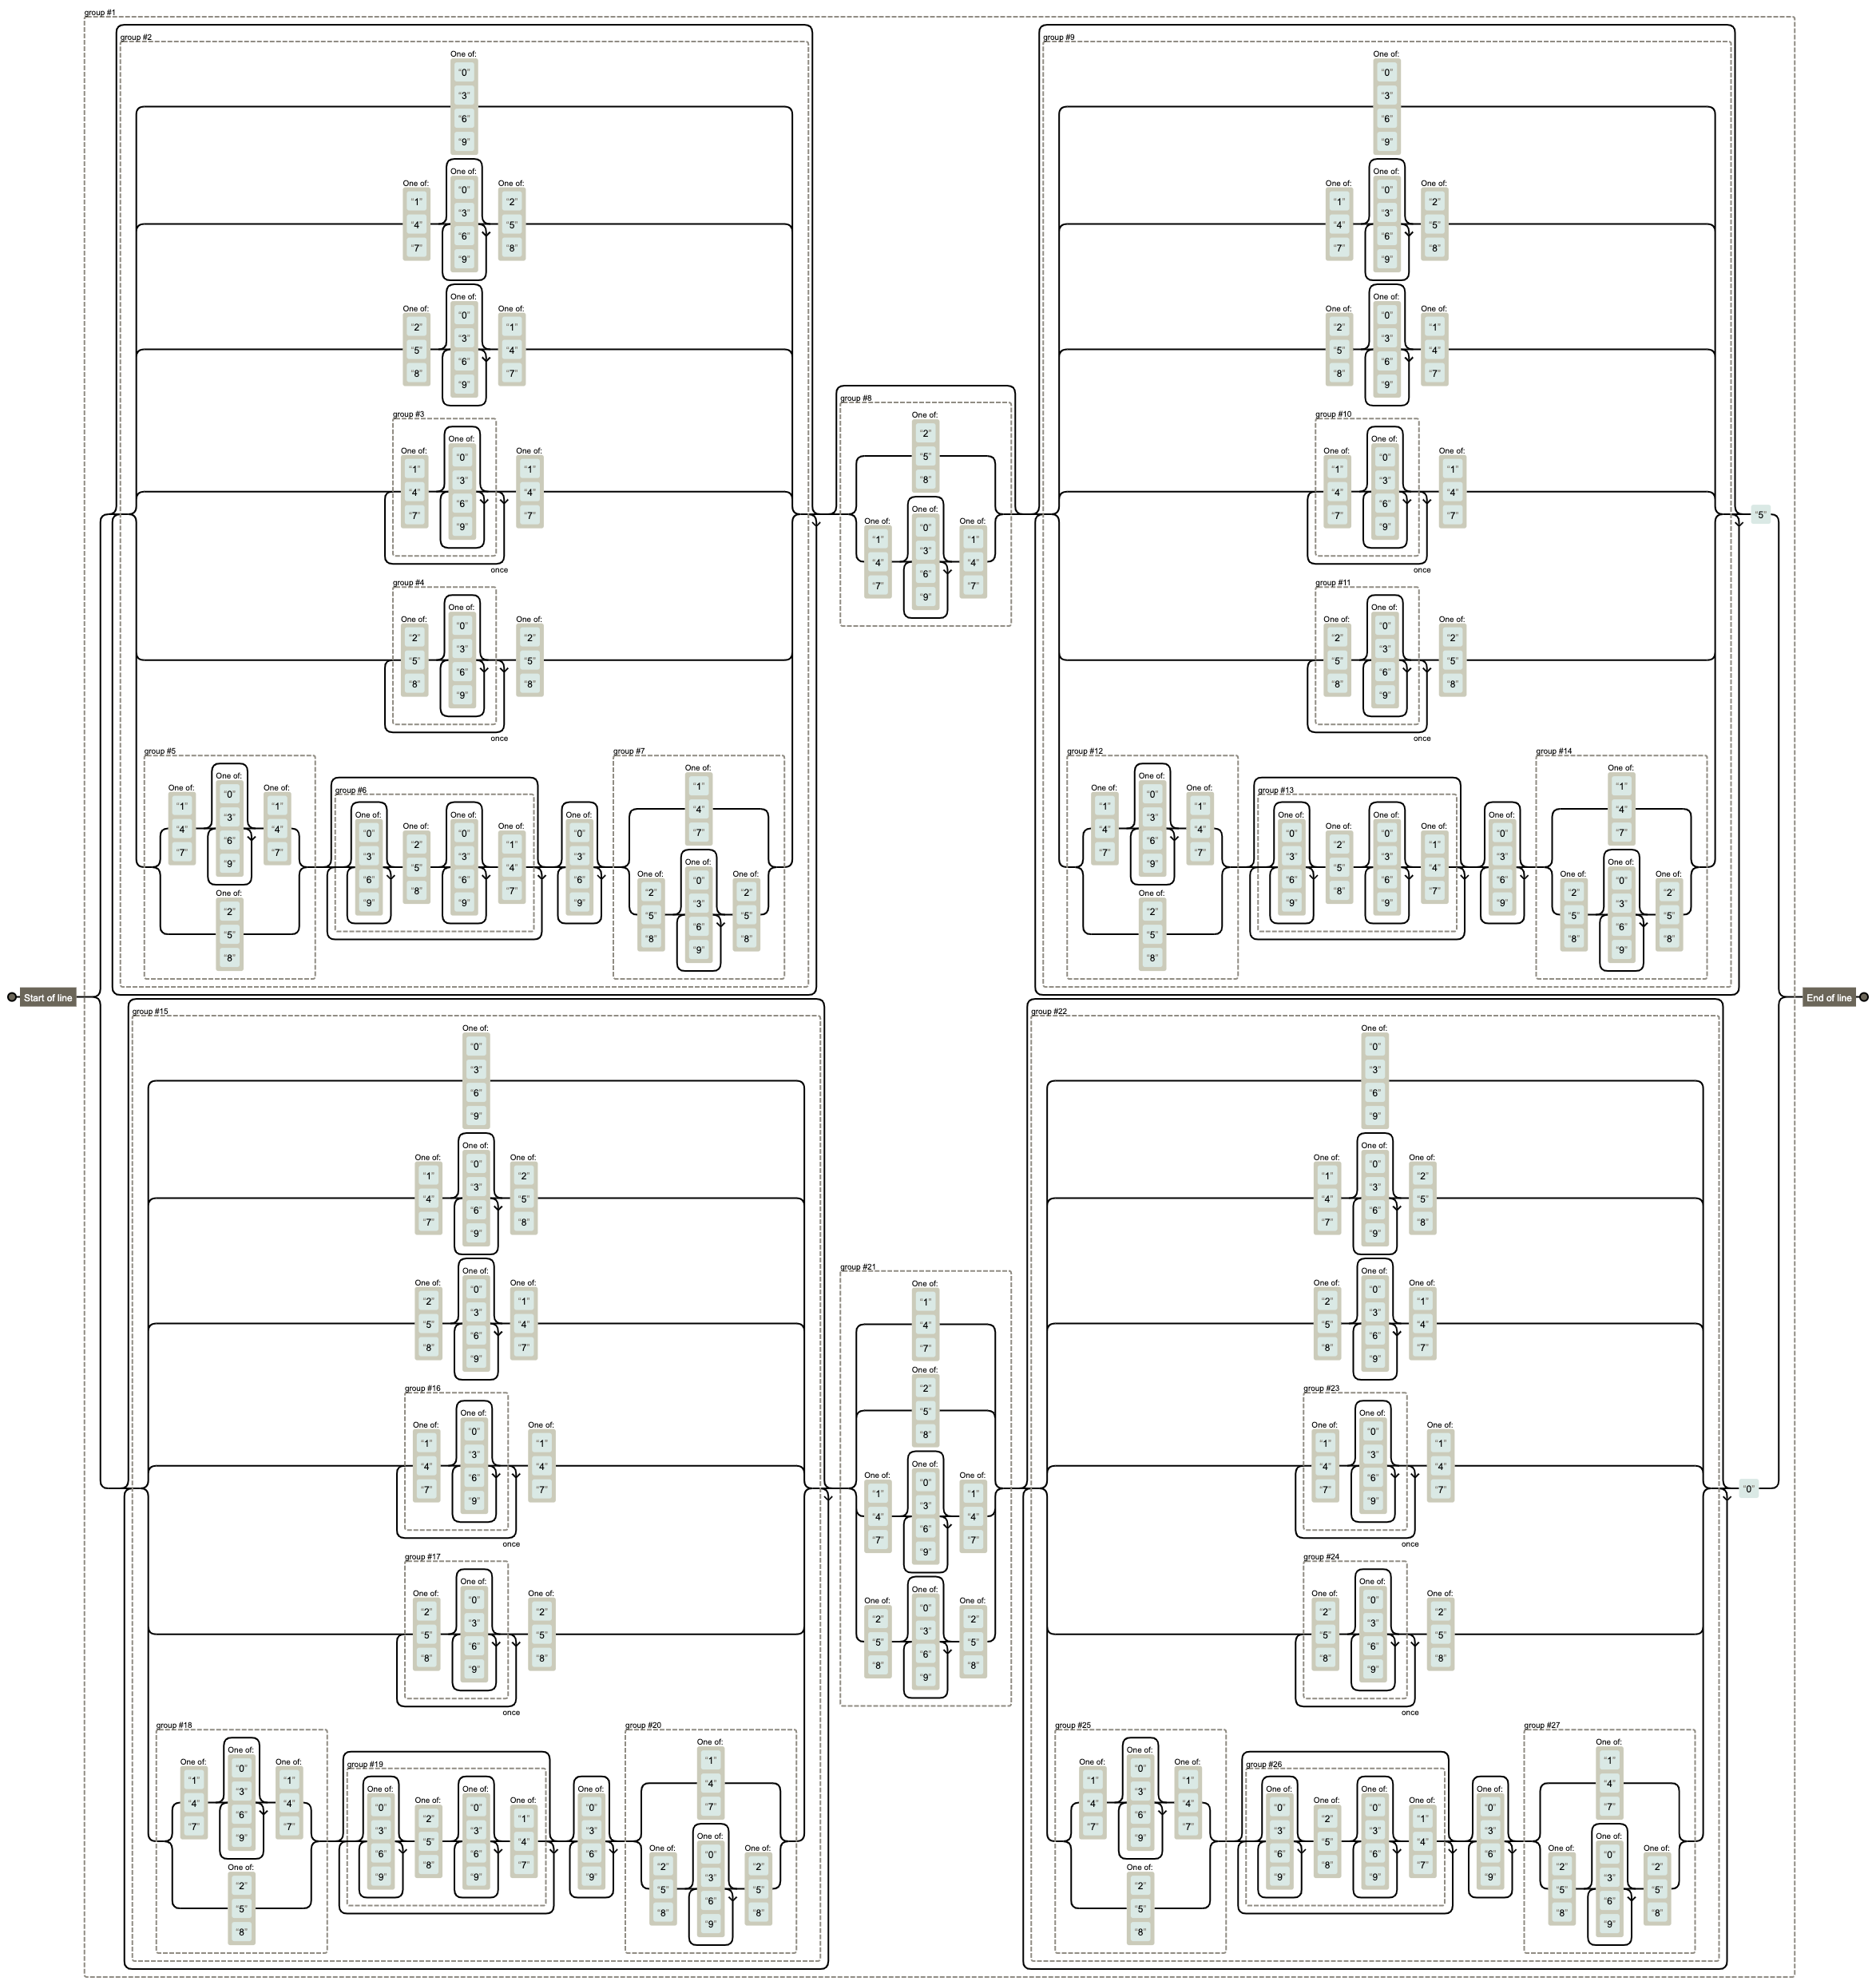 group #1
group #2
One of:
“0”
“3”
“6”
“9”
One of:
“1”
“4”
“7”
One of:
“0”
“3”
“6”
“9”
One of:
“2”
“5”
“8”
One of:
“2”
“5”
“8”
One of:
“0”
“3”
“6”
“9”
One of:
“1”
“4”
“7”
group #3
One of:
“1”
“4”
“7”
One of:
“0”
“3”
“6”
“9”
once
One of:
“1”
“4”
“7”
group #4
One of:
“2”
“5”
“8”
One of:
“0”
“3”
“6”
“9”
once
One of:
“2”
“5”
“8”
group #5
One of:
“1”
“4”
“7”
One of:
“0”
“3”
“6”
“9”
One of:
“1”
“4”
“7”
One of:
“2”
“5”
“8”
group #6
One of:
“0”
“3”
“6”
“9”
One of:
“2”
“5”
“8”
One of:
“0”
“3”
“6”
“9”
One of:
“1”
“4”
“7”
One of:
“0”
“3”
“6”
“9”
group #7
One of:
“1”
“4”
“7”
One of:
“2”
“5”
“8”
One of:
“0”
“3”
“6”
“9”
One of:
“2”
“5”
“8”
group #8
One of:
“2”
“5”
“8”
One of:
“1”
“4”
“7”
One of:
“0”
“3”
“6”
“9”
One of:
“1”
“4”
“7”
group #9
One of:
“0”
“3”
“6”
“9”
One of:
“1”
“4”
“7”
One of:
“0”
“3”
“6”
“9”
One of:
“2”
“5”
“8”
One of:
“2”
“5”
“8”
One of:
“0”
“3”
“6”
“9”
One of:
“1”
“4”
“7”
group #10
One of:
“1”
“4”
“7”
One of:
“0”
“3”
“6”
“9”
once
One of:
“1”
“4”
“7”
group #11
One of:
“2”
“5”
“8”
One of:
“0”
“3”
“6”
“9”
once
One of:
“2”
“5”
“8”
group #12
One of:
“1”
“4”
“7”
One of:
“0”
“3”
“6”
“9”
One of:
“1”
“4”
“7”
One of:
“2”
“5”
“8”
group #13
One of:
“0”
“3”
“6”
“9”
One of:
“2”
“5”
“8”
One of:
“0”
“3”
“6”
“9”
One of:
“1”
“4”
“7”
One of:
“0”
“3”
“6”
“9”
group #14
One of:
“1”
“4”
“7”
One of:
“2”
“5”
“8”
One of:
“0”
“3”
“6”
“9”
One of:
“2”
“5”
“8”
“5”
Start of line
End of line
group #15
One of:
“0”
“3”
“6”
“9”
One of:
“1”
“4”
“7”
One of:
“0”
“3”
“6”
“9”
One of:
“2”
“5”
“8”
One of:
“2”
“5”
“8”
One of:
“0”
“3”
“6”
“9”
One of:
“1”
“4”
“7”
group #16
One of:
“1”
“4”
“7”
One of:
“0”
“3”
“6”
“9”
once
One of:
“1”
“4”
“7”
group #17
One of:
“2”
“5”
“8”
One of:
“0”
“3”
“6”
“9”
once
One of:
“2”
“5”
“8”
group #18
One of:
“1”
“4”
“7”
One of:
“0”
“3”
“6”
“9”
One of:
“1”
“4”
“7”
One of:
“2”
“5”
“8”
group #19
One of:
“0”
“3”
“6”
“9”
One of:
“2”
“5”
“8”
One of:
“0”
“3”
“6”
“9”
One of:
“1”
“4”
“7”
One of:
“0”
“3”
“6”
“9”
group #20
One of:
“1”
“4”
“7”
One of:
“2”
“5”
“8”
One of:
“0”
“3”
“6”
“9”
One of:
“2”
“5”
“8”
group #21
One of:
“1”
“4”
“7”
One of:
“2”
“5”
“8”
One of:
“1”
“4”
“7”
One of:
“0”
“3”
“6”
“9”
One of:
“1”
“4”
“7”
One of:
“2”
“5”
“8”
One of:
“0”
“3”
“6”
“9”
One of:
“2”
“5”
“8”
group #22
One of:
“0”
“3”
“6”
“9”
One of:
“1”
“4”
“7”
One of:
“0”
“3”
“6”
“9”
One of:
“2”
“5”
“8”
One of:
“2”
“5”
“8”
One of:
“0”
“3”
“6”
“9”
One of:
“1”
“4”
“7”
group #23
One of:
“1”
“4”
“7”
One of:
“0”
“3”
“6”
“9”
once
One of:
“1”
“4”
“7”
group #24
One of:
“2”
“5”
“8”
One of:
“0”
“3”
“6”
“9”
once
One of:
“2”
“5”
“8”
group #25
One of:
“1”
“4”
“7”
One of:
“0”
“3”
“6”
“9”
One of:
“1”
“4”
“7”
One of:
“2”
“5”
“8”
group #26
One of:
“0”
“3”
“6”
“9”
One of:
“2”
“5”
“8”
One of:
“0”
“3”
“6”
“9”
One of:
“1”
“4”
“7”
One of:
“0”
“3”
“6”
“9”
group #27
One of:
“1”
“4”
“7”
One of:
“2”
“5”
“8”
One of:
“0”
“3”
“6”
“9”
One of:
“2”
“5”
“8”
“0”